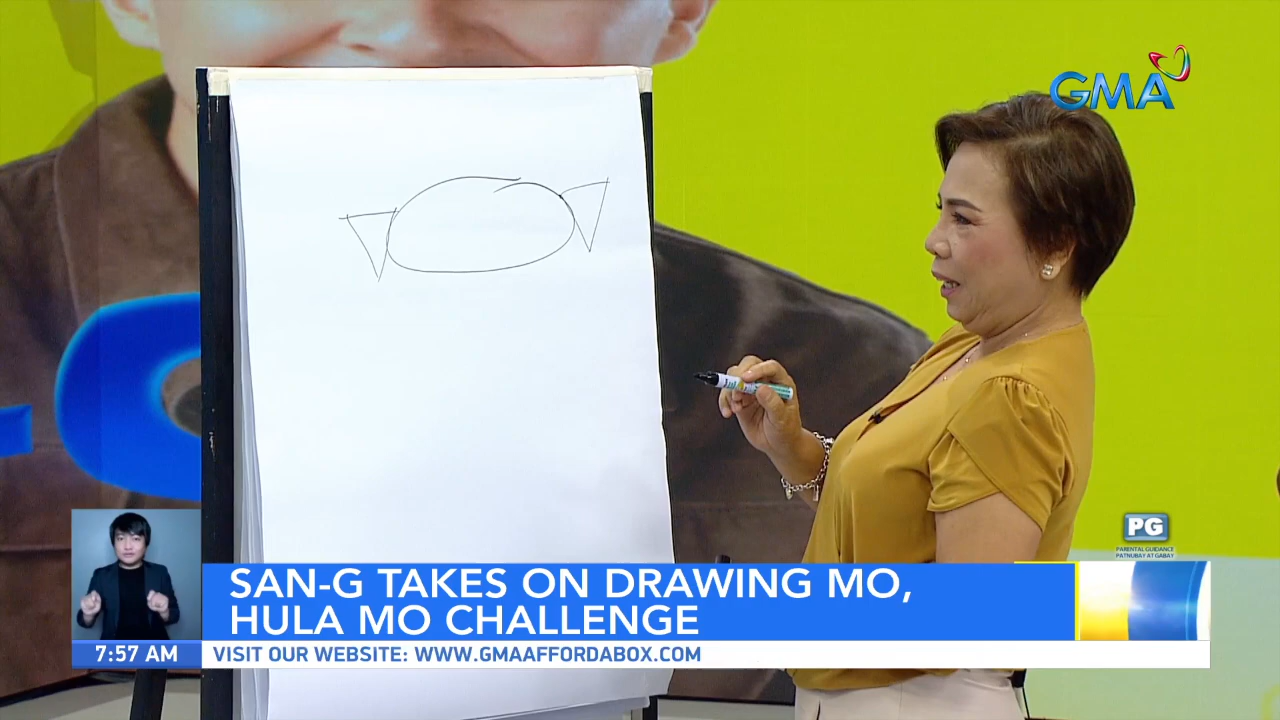 GMA
PG
PARENTAL GUIDANCE
PATNUBAY AT GABAY
SAN-G TAKES ON DRAWING MO,
HULA MO CHALLENGE
7:57 AM
VISIT OUR WEBSITE: WWW.GMAAFFORDABOX.COM